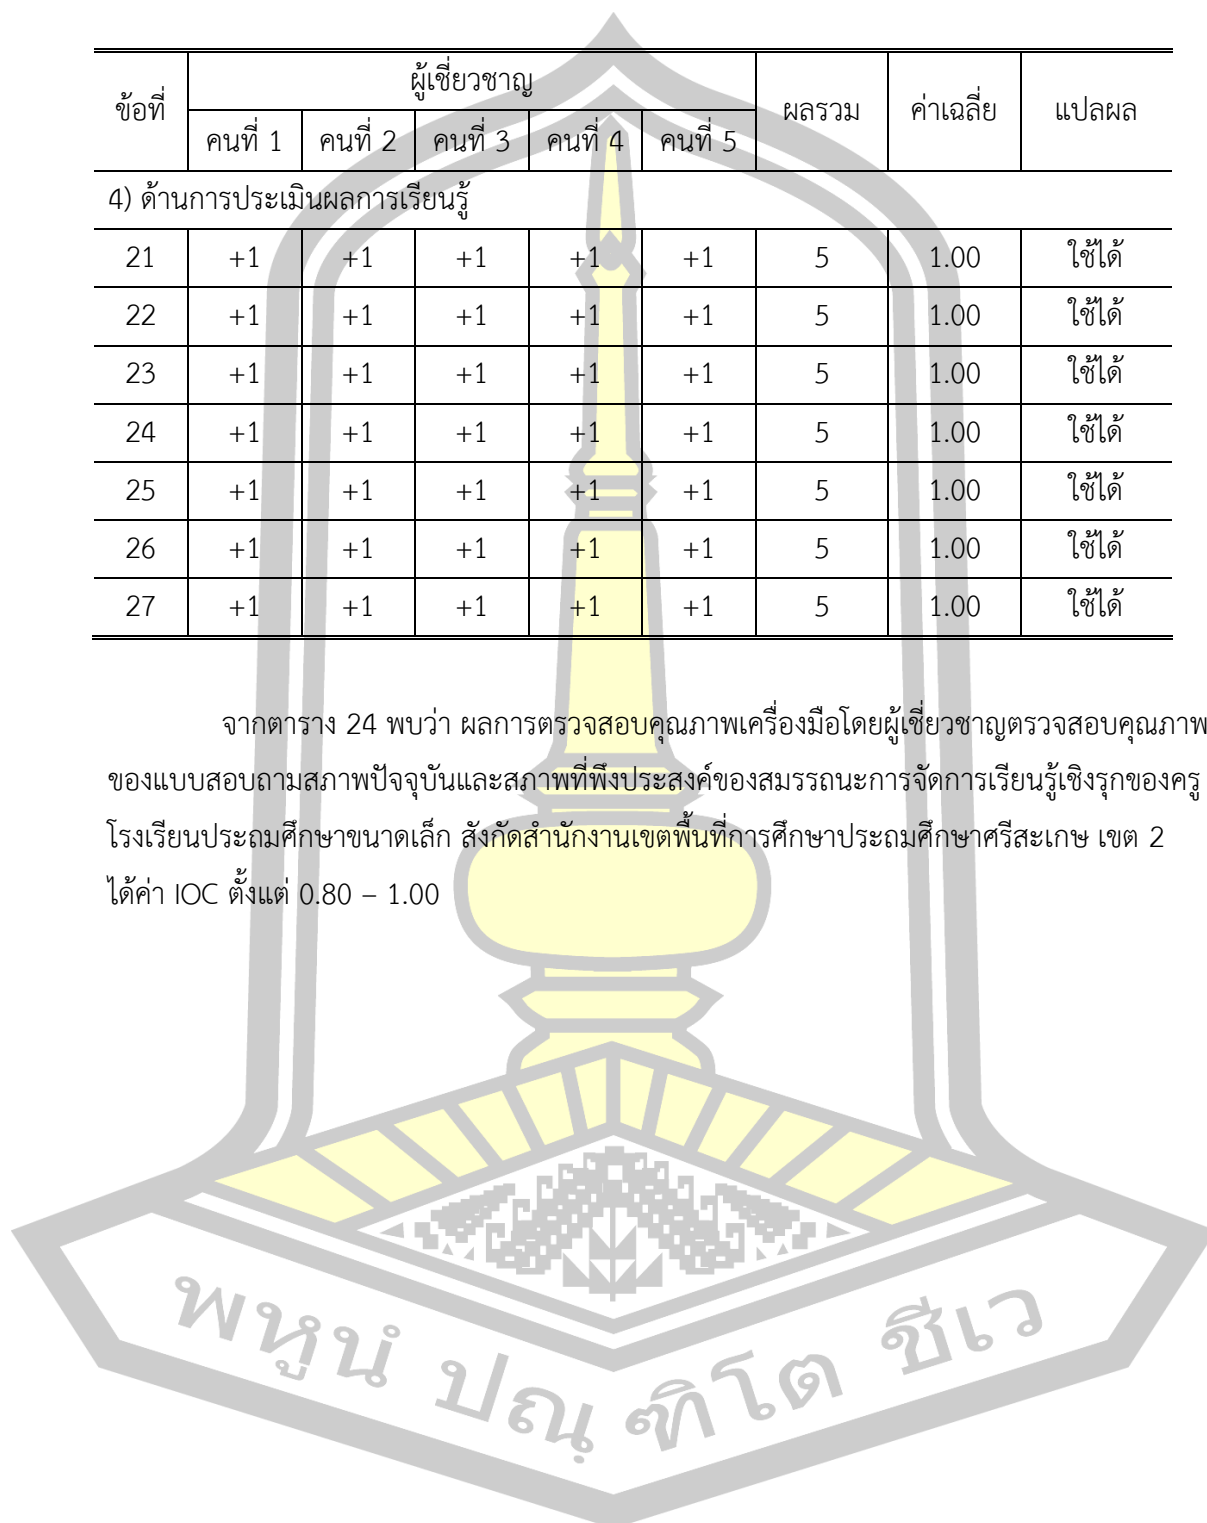 ข้อที่ ผู้เชี่ยวชาญ ผลรวม ค่าเฉลี่ย แปลผล
คนที่ 1 คนที่ 2 คนที่ 3 คนที่ 4 คนที่ 5
4) ด้านการประเมินผลการเรียนรู้
21 +1 +1 +1 +1 +1 5 1.00 ใช้ได้
22 +1 +1 +1 +1 +1 5 1.00 ใช้ได้
23 +1 +1 +1 +1 +1 5 1.00 ใช้ได้
24 +1 +1 +1 +1 +1 5 1.00 ใช้ได้
25 +1 +1 +1 +1 +1 5 1.00 ใช้ได้
26 +1 +1 +1 +1 +1 5 1.00 ใช้ได้
27 +1 +1 +1 +1 +1 5 1.00 ใช้ได้
จากตาราง 24 พบว่า ผลการตรวจสอบคุณภาพเครื่องมือโดยผู้เชี่ยวชาญตรวจสอบคุณภาพ
ของแบบสอบถามสภาพปัจจุบันและสภาพที่พึงประสงค์ของสมรรถนะการจัดการเรียนรู้เชิงรุกของครู
โรงเรียนประถมศึกษาขนาดเล็ก สังกัดสำนักงานเขตพื้นที่การศึกษาประถมศึกษาศรีสะเกษ เขต 2
ได้ค่า IOC ตั้งแต่ 0.80 – 1.00
พหูนํ ปณฺฑิโต ชีเว